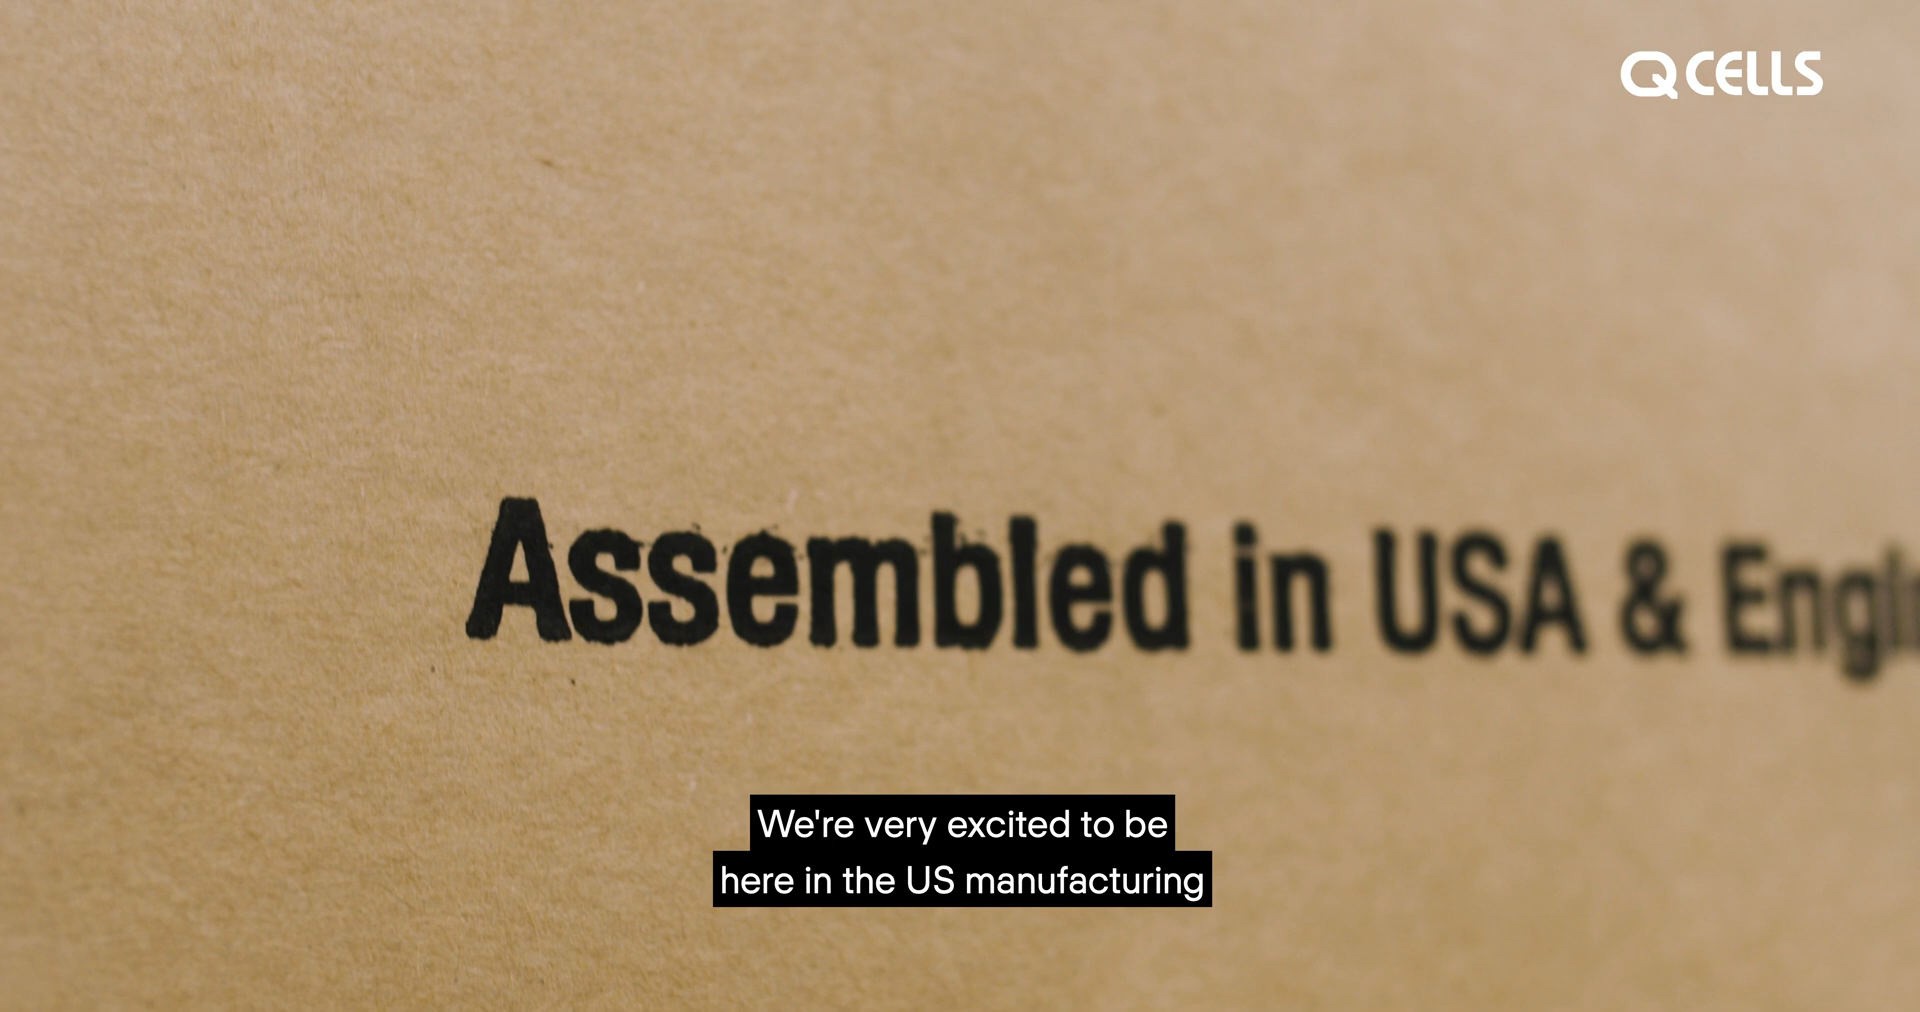 Q CELLS
Assembled in USA &
We're very excited to be
here in the US manufacturing